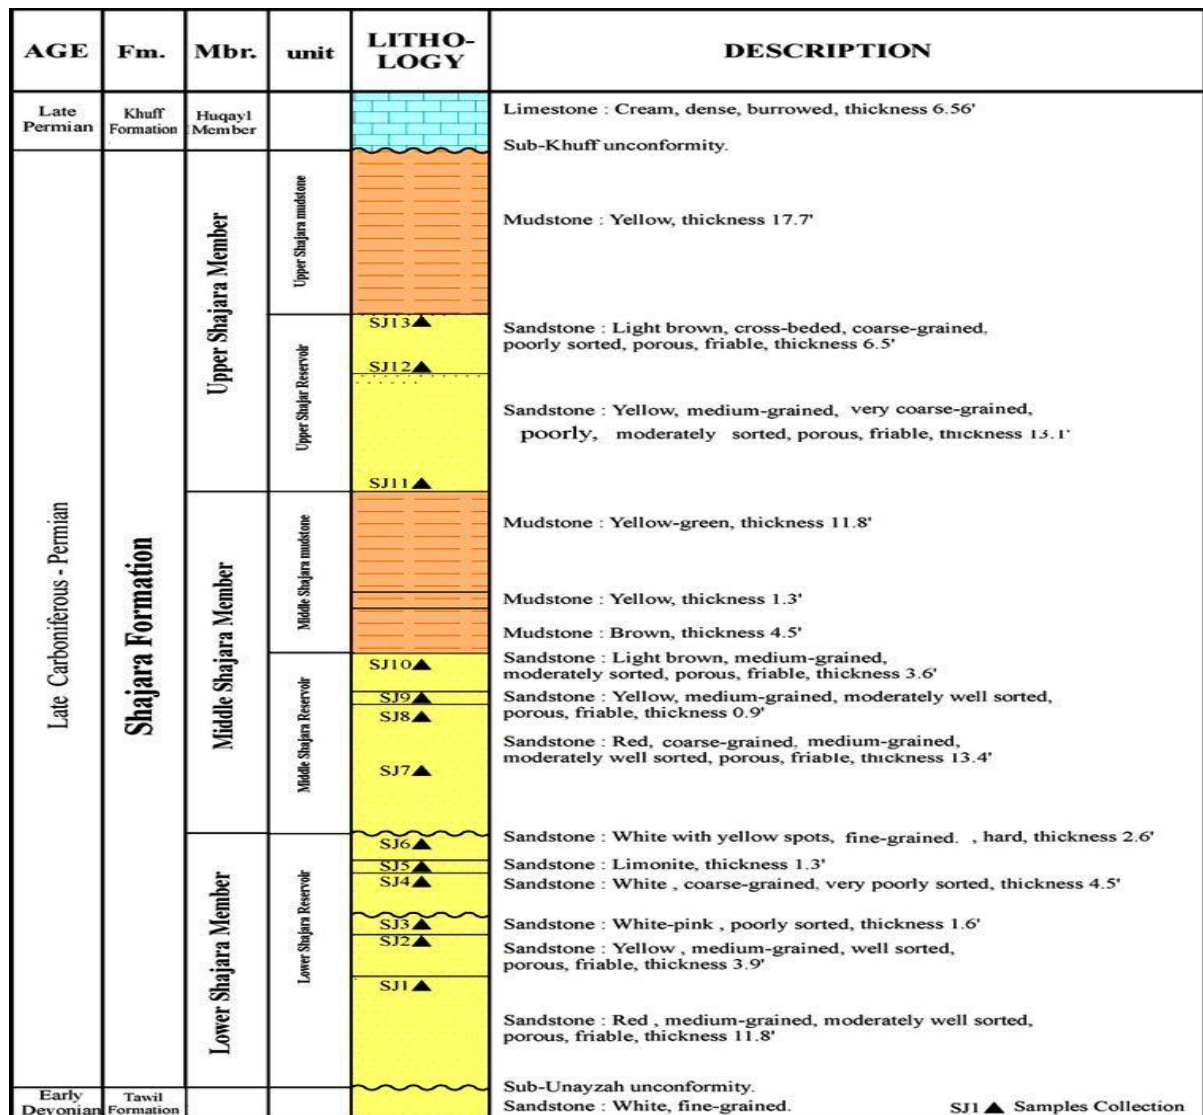 AGE
Fm.
Mbr.
unit
LITHO-
LOGY
DESCRIPTION
Late
Permian
Khuff
Formation
Huqayl
Member
Limestone : Cream, dense, burrowed, thickness 6.56'
Sub-Khuff unconformity.
Late Carboniferous - Permian
Shajara Formation
Upper Shajara Member
Upper Shajara mudstone
Mudstone : Yellow, thickness 17.7'
Upper Shajar Reservoir
SJ13▲
Sandstone : Light brown, cross-beded, coarse-grained,
poorly sorted, porous, friable, thickness 6.5'
SJ12▲
Sandstone : Yellow, medium-grained, very coarse-grained,
poorly, moderately sorted, porous, friable, thickness 13.1'
SJ11▲
Middle Shajara Member
Middle Shajara mudstone
Mudstone : Yellow-green, thickness 11.8'
Mudstone : Yellow, thickness 1.3'
Mudstone : Brown, thickness 4.5'
Middle Shajara Reservoir
SJ10▲
Sandstone : Light brown, medium-grained,
moderately sorted, porous, friable, thickness 3.6'
SJ9▲
Sandstone : Yellow, medium-grained, moderately well sorted,
porous, friable, thickness 0.9'
SJ8▲
Sandstone : Red, coarse-grained, medium-grained,
moderately well sorted, porous, friable, thickness 13.4'
SJ7▲
Lower Shajara Member
Lower Shajara Reservoir
SJ6▲
Sandstone : White with yellow spots, fine-grained. , hard, thickness 2.6'
SJ5▲
Sandstone : Limonite, thickness 1.3'
SJ4▲
Sandstone : White , coarse-grained, very poorly sorted, thickness 4.5'
SJ3▲
Sandstone : White-pink , poorly sorted, thickness 1.6'
SJ2▲
Sandstone : Yellow , medium-grained, well sorted,
porous, friable, thickness 3.9'
SJ1▲
Sandstone : Red , medium-grained, moderately well sorted,
porous, friable, thickness 11.8'
Sub-Unayzah unconformity.
Early
Devonian
Tawil
Formation
Sandstone : White, fine-grained.
SJ1 ▲ Samples Collection